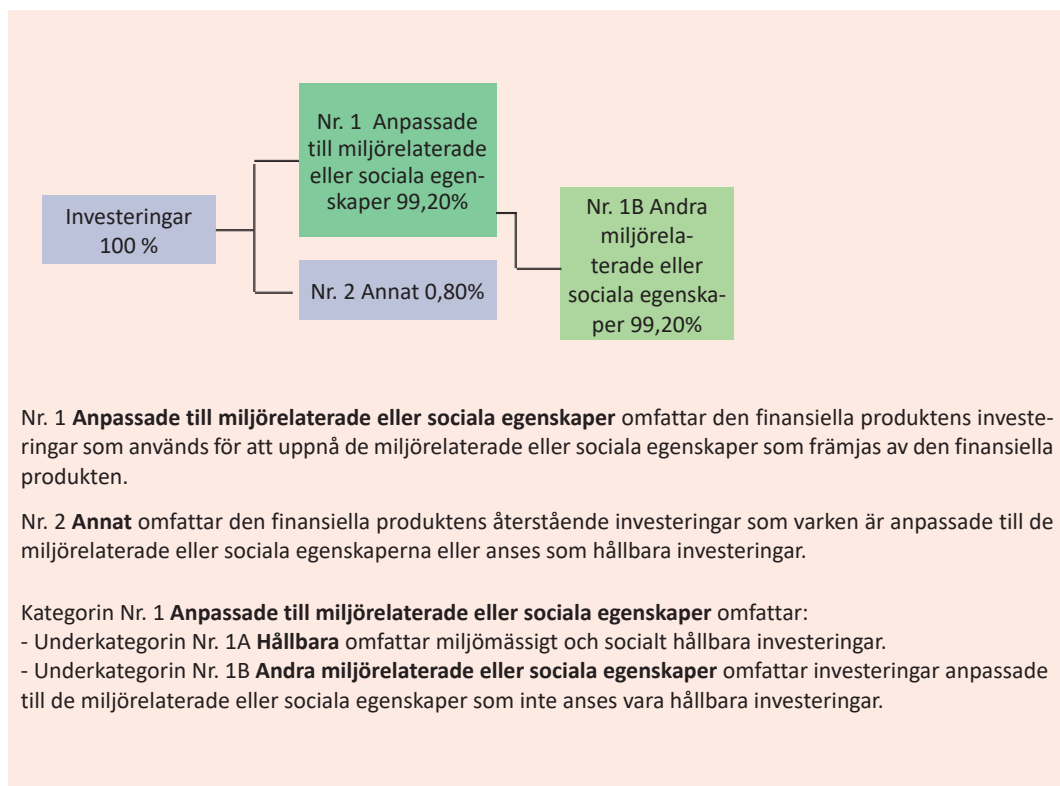 Nr. 1 Anpassade
till miljörelaterade
eller sociala egen-
skaper 99,20%
Investeringar
100 %
Nr. 2 Annat 0,80%
Nr. 1B Andra
miljörela-
terade eller
sociala egenska-
per 99,20%
Nr. 1 Anpassade till miljörelaterade eller sociala egenskaper omfattar den finansiella produktens investe-
ringar som används för att uppnå de miljörelaterade eller sociala egenskaper som främjas av den finansiella
produkten.
Nr. 2 Annat omfattar den finansiella produktens återstående investeringar som varken är anpassade till de
miljörelaterade eller sociala egenskaperna eller anses som hållbara investeringar.
Kategorin Nr. 1 Anpassade till miljörelaterade eller sociala egenskaper omfattar:
- Underkategorin Nr. 1A Hållbara omfattar miljömässigt och socialt hållbara investeringar.
- Underkategorin Nr. 1B Andra miljörelaterade eller sociala egenskaper omfattar investeringar anpassade
till de miljörelaterade eller sociala egenskaper som inte anses vara hållbara investeringar.